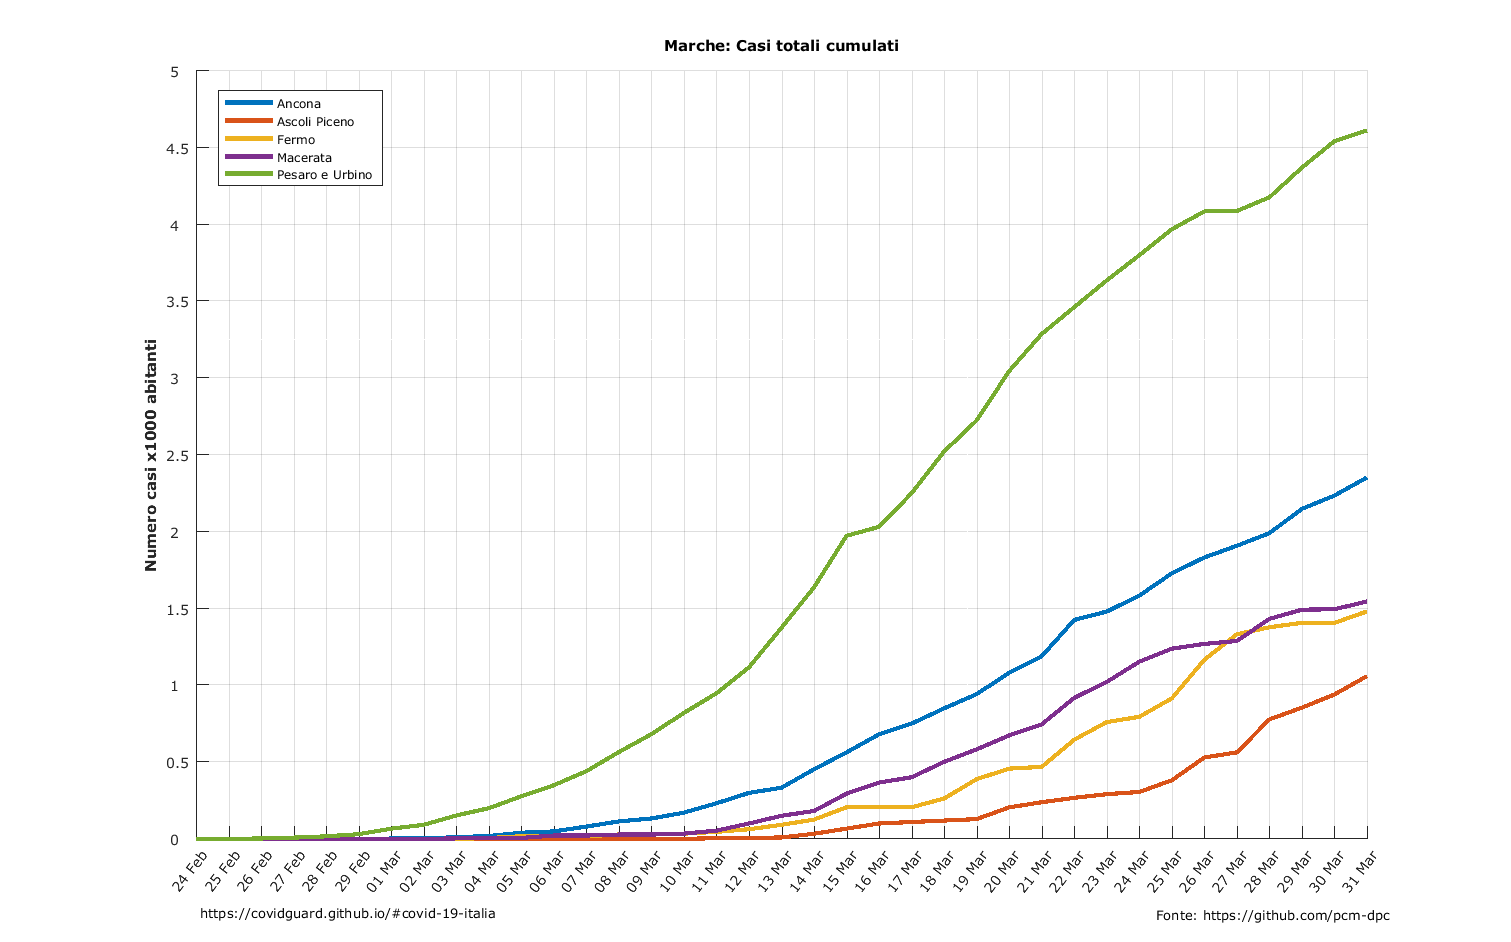 Marche: Casi totali cumulati
Numero casi x1000 abitanti
5
4.5
4
3.5
3
2.5
2
1.5
1
0.5
0
Ancona
Ascoli Piceno
Fermo
Macerata
Pesaro e Urbino
24 Feb
25 Feb
26 Feb
27 Feb
28 Feb
29 Feb
01 Mar
02 Mar
03 Mar
04 Mar
05 Mar
06 Mar
07 Mar
08 Mar
09 Mar
10 Mar
11 Mar
12 Mar
13 Mar
14 Mar
15 Mar
16 Mar
17 Mar
18 Mar
19 Mar
20 Mar
21 Mar
22 Mar
23 Mar
24 Mar
25 Mar
26 Mar
27 Mar
28 Mar
29 Mar
30 Mar
31 Mar
https://covidguard.github.io/#covid-19-italia
Fonte: https://github.com/pcm-dpc